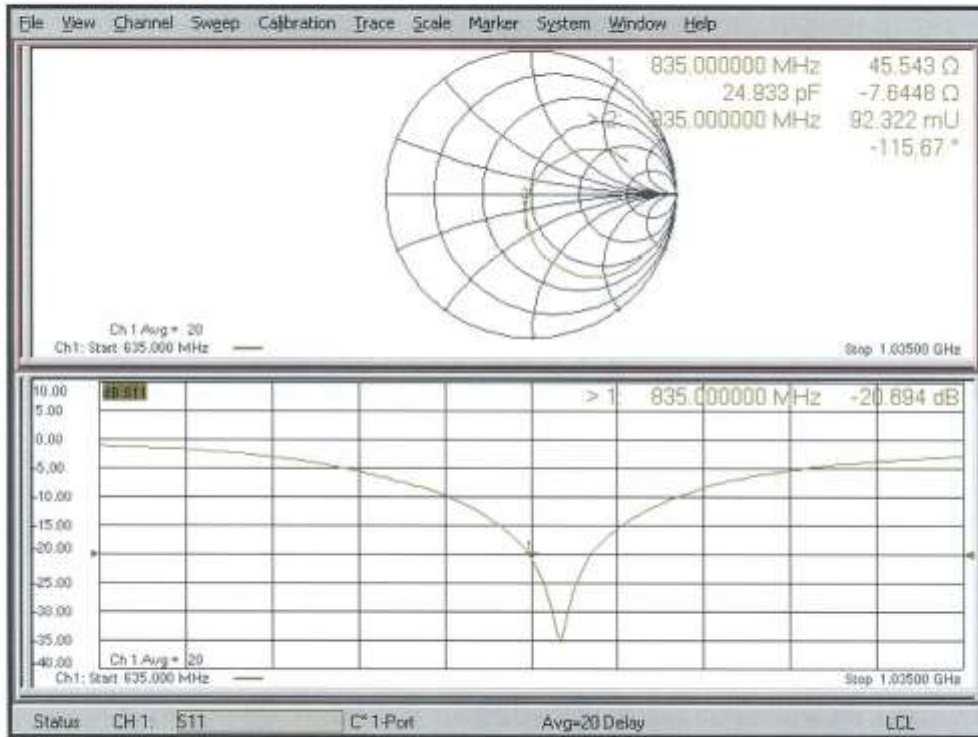 File View Channel Sweep Calibration Trace Scale Marker System Window Help
1: 835.000000 MHz 45.543 Ω
24.933 pF -7.6448 Ω
> 2: 835.000000 MHz 92.322 mU
-115.67 °
Ch 1 Avg = 20
Ch1: Start 635.000 MHz
Stop 1.03500 GHz
10.00
dB S11
> 1: 835.000000 MHz -20.694 dB
5.00
0.00
-5.00
-10.00
-15.00
-20.00
-25.00
-30.00
-35.00
-40.00
Ch 1 Avg = 20
Ch1: Start 635.000 MHz
Stop 1.03500 GHz
Status CH 1: S11 C* 1-Port Avg=20 Delay LCL